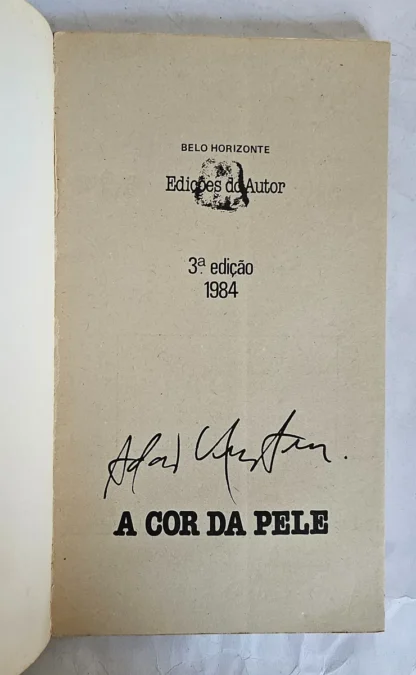 BELO HORIZONTE
Edições do Autor
3ª edição
1984
A COR DA PELE